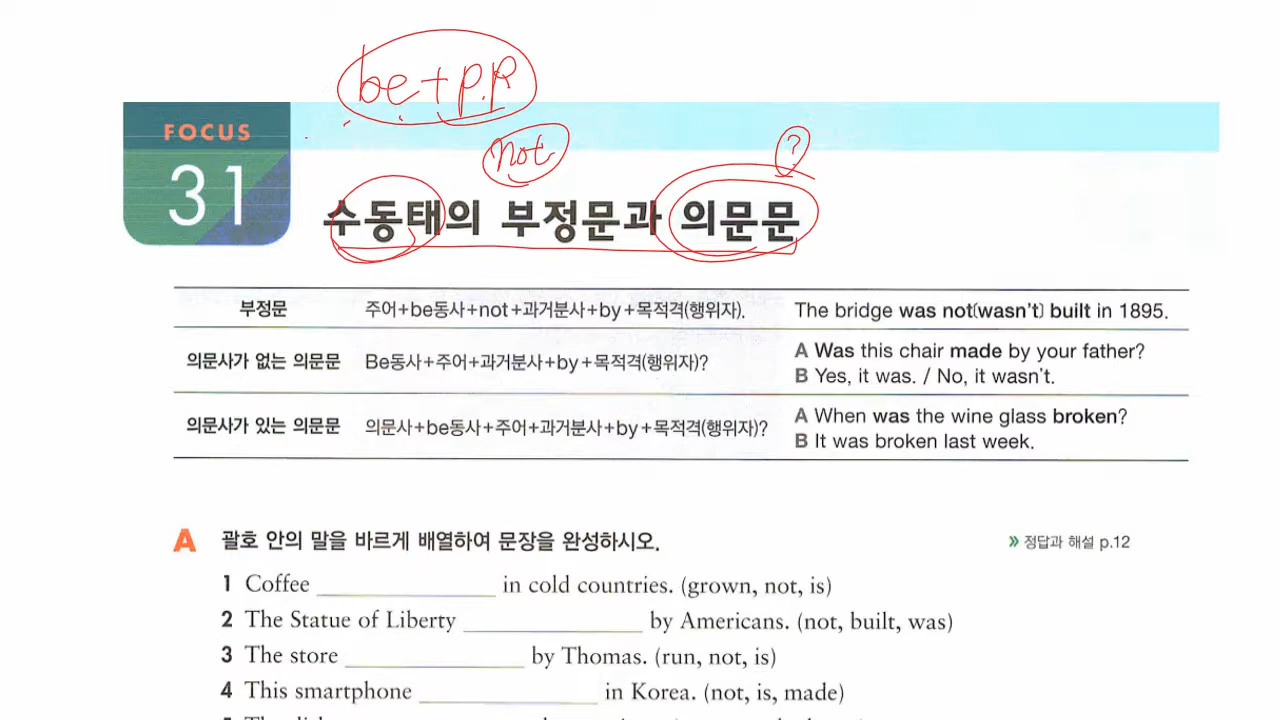 be+p.p
FOCUS
31
not
?
수동태의 부정문과 의문문
부정문 주어+be동사+not+과거분사+by+목적격(행위자). The bridge was not(wasn't) built in 1895.
의문사가 없는 의문문 Be동사+주어+과거분사+by+목적격(행위자)? A Was this chair made by your father?
B Yes, it was. / No, it wasn't.
의문사가 있는 의문문 의문사+be동사+주어+과거분사+by+목적격(행위자)? A When was the wine glass broken?
B It was broken last week.
A 괄호 안의 말을 바르게 배열하여 문장을 완성하시오. » 정답과 해설 p.12
1 Coffee ____________ in cold countries. (grown, not, is)
2 The Statue of Liberty ____________ by Americans. (not, built, was)
3 The store ____________ by Thomas. (run, not, is)
4 This smartphone ____________ in Korea. (not, is, made)